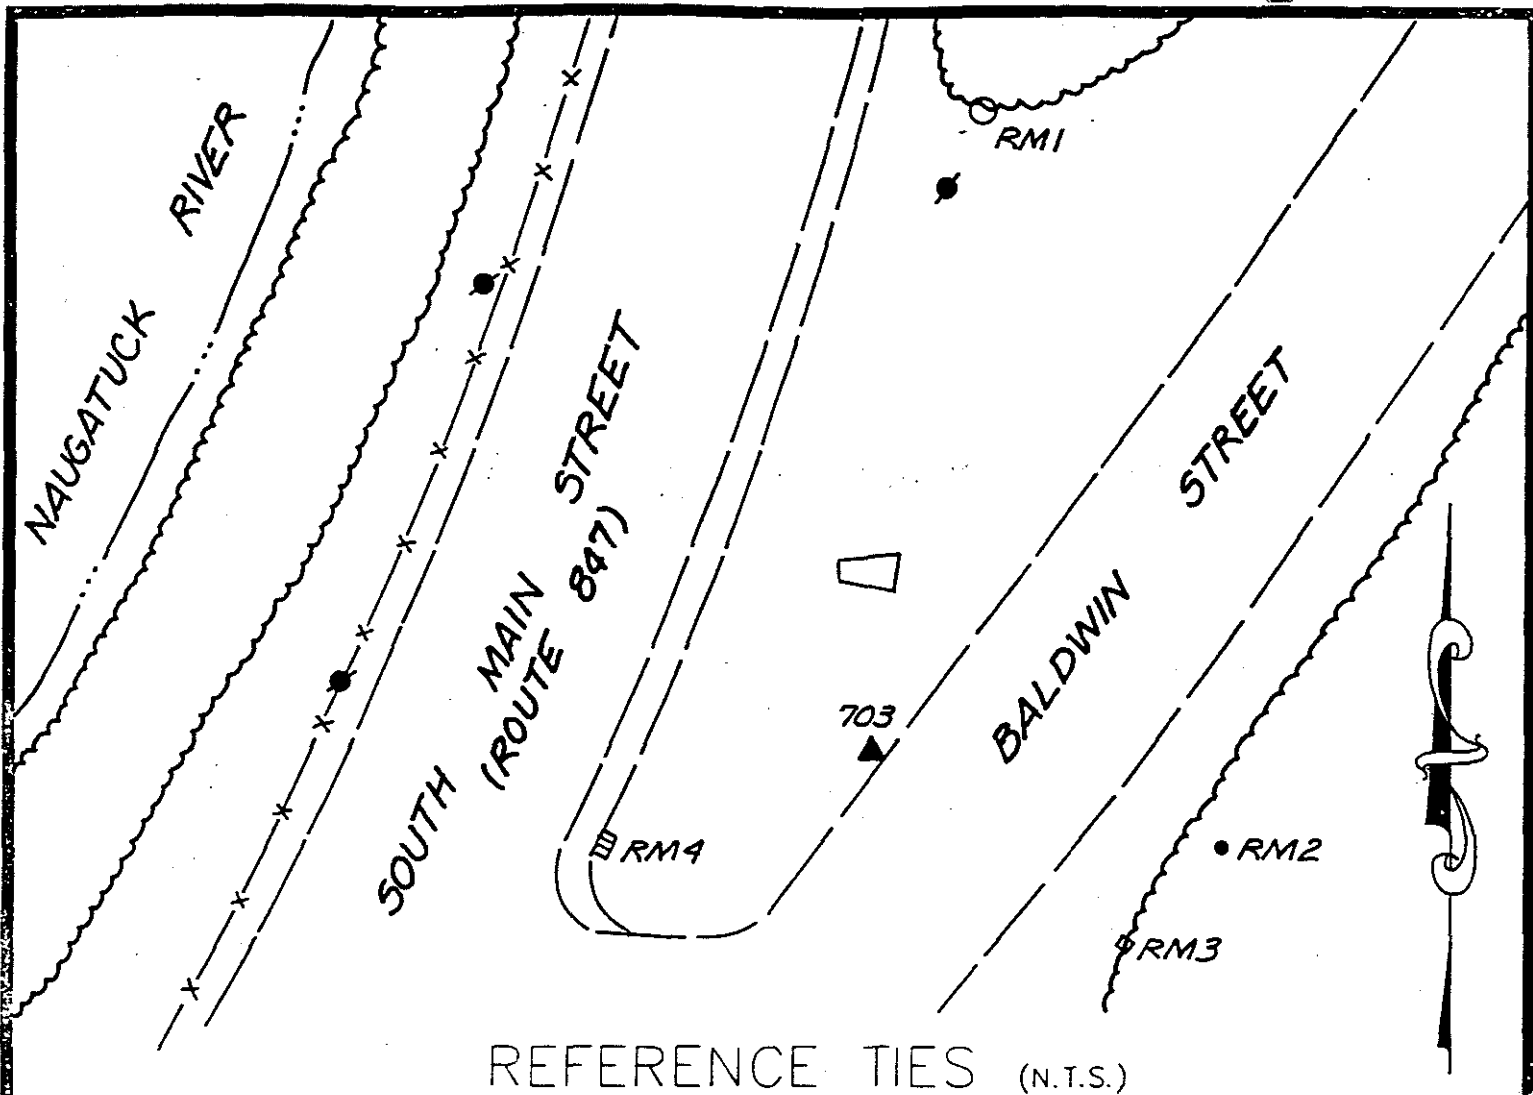 NAUGATUCK RIVER
SOUTH MAIN STREET
(ROUTE 847)
BALDWIN STREET
RM1
703
RM4
RM2
RM3
REFERENCE TIES (N.T.S.)